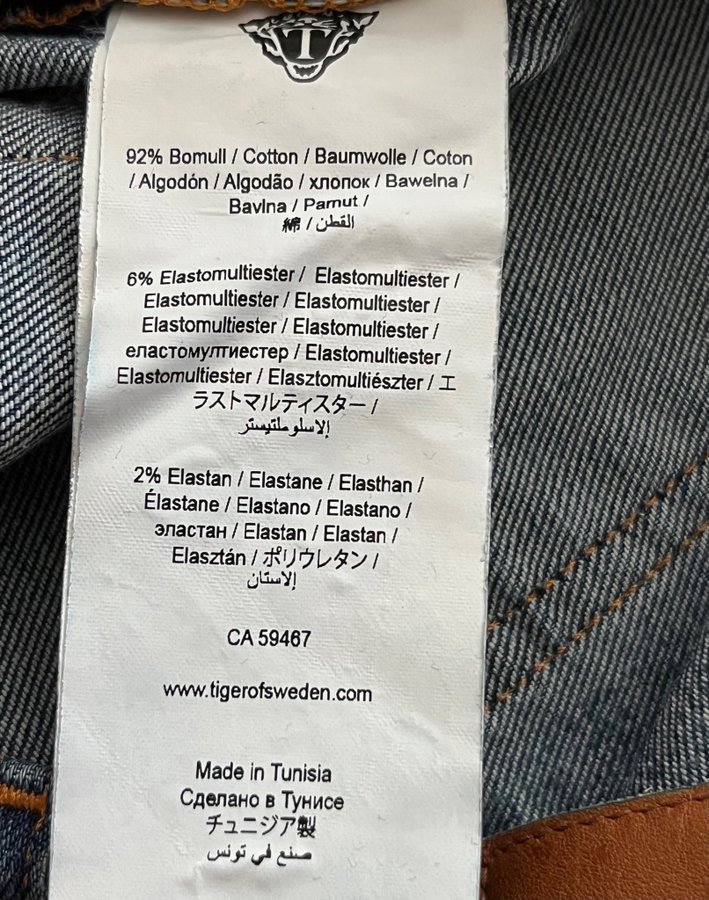 T
92% Bomull / Cotton / Baumwolle / Coton
/ Algodón / Algodão / хлопок / Bawełna /
Bavlna / Pamut /
綿 / القطن
6% Elastomultiester / Elastomultiester /
Elastomultiester / Elastomultiester /
Elastomultiester / Elastomultiester /
еластомултиестер / Elastomultiester /
Elastomultiester / Elasztomultiészter / エ
ラストマルティスター /
إلاسلوملتيستر
2% Elastan / Elastane / Elasthan /
Élastane / Elastano / Elastano /
эластан / Elastan / Elastan /
Elasztán / ポリウレタン /
إلاستان
CA 59467
www.tigerofsweden.com
Made in Tunisia
Сделано в Тунисе
チュニジア製
صنع في تونس